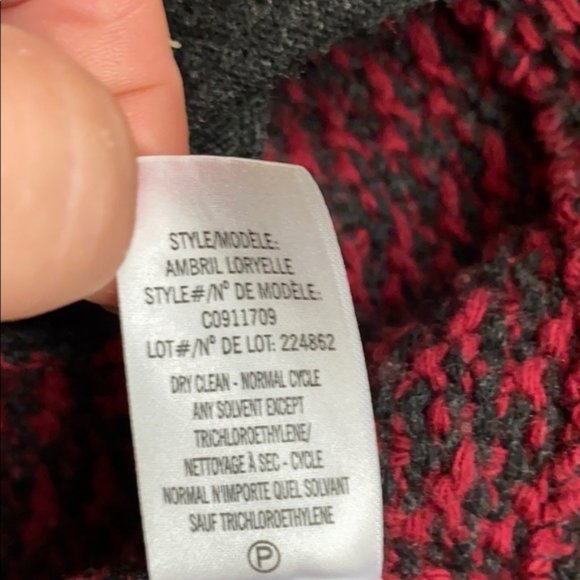 STYLE/MODÈLE:
AMBRIL LORYELLE
STYLE#/Nº DE MODÈLE:
C0911709
LOT#/Nº DE LOT: 224862
DRY CLEAN - NORMAL CYCLE
ANY SOLVENT EXCEPT
TRICHLOROETHYLENE/
NETTOYAGE À SEC - CYCLE
NORMAL N'IMPORTE QUEL SOLVANT
SAUF TRICHLOROETHYLENE
P